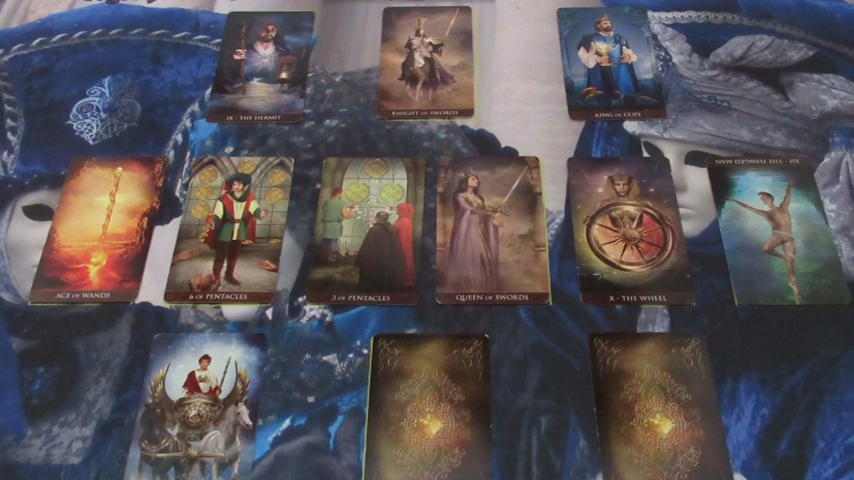 IX - THE HERMIT
KNIGHT OF SWORDS
KING OF CUPS
ACE OF WANDS
6 OF PENTACLES
3 OF PENTACLES
QUEEN OF SWORDS
X - THE WHEEL
XII - THE HANGED MAN